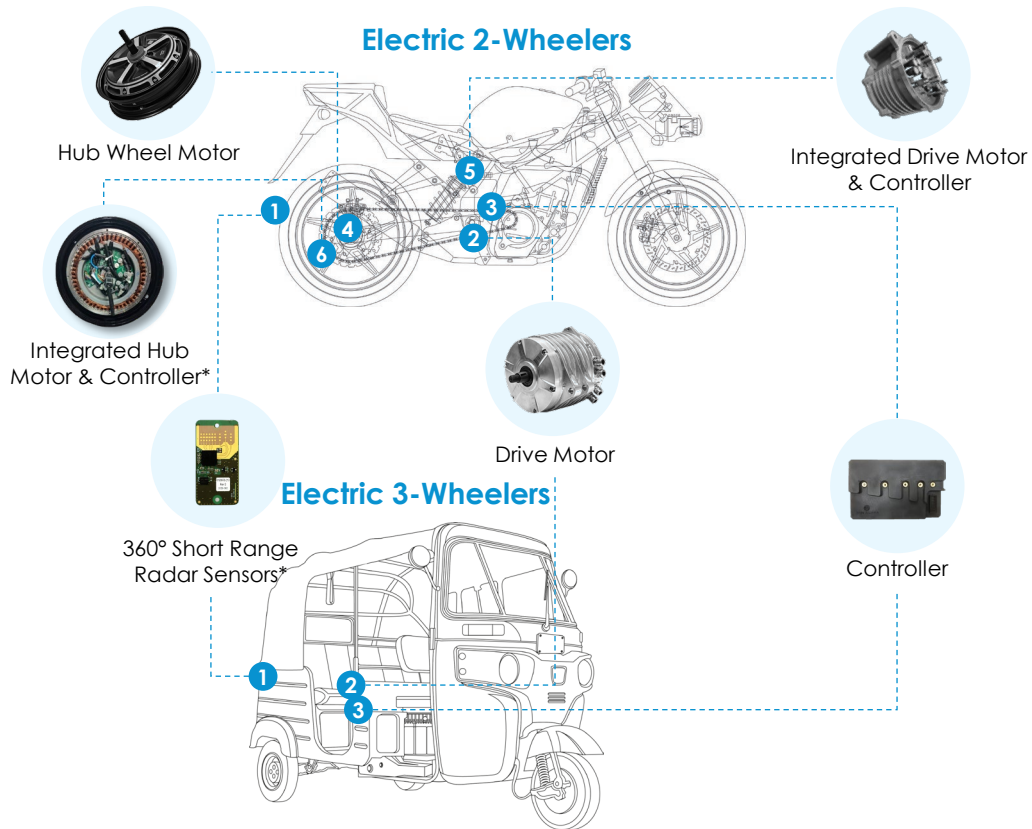 Electric 2-Wheelers
Hub Wheel Motor
Integrated Drive Motor
& Controller
5
1
3
4
2
6
Integrated Hub
Motor & Controller*
Drive Motor
Electric 3-Wheelers
360° Short Range
Radar Sensors*
Controller
1
2
3